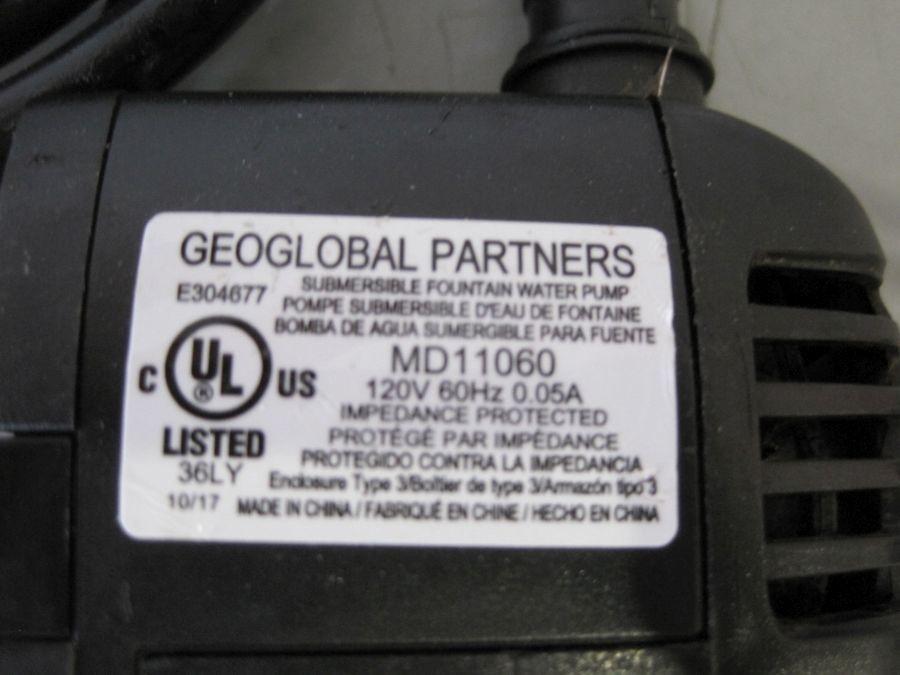 GEOGLOBAL PARTNERS
E304677
SUBMERSIBLE FOUNTAIN WATER PUMP
POMPE SUBMERSIBLE D'EAU DE FONTAINE
BOMBA DE AGUA SUMERGIBLE PARA FUENTE
C UL® US
LISTED
36LY
10/17
MD11060
120V 60Hz 0.05A
IMPEDANCE PROTECTED
PROTÉGÉ PAR IMPÉDANCE
PROTEGIDO CONTRA LA IMPEDANCIA
Enclosure Type 3/Boîtier de type 3/Armazón tipo 3
MADE IN CHINA / FABRIQUÉ EN CHINE / HECHO EN CHINA